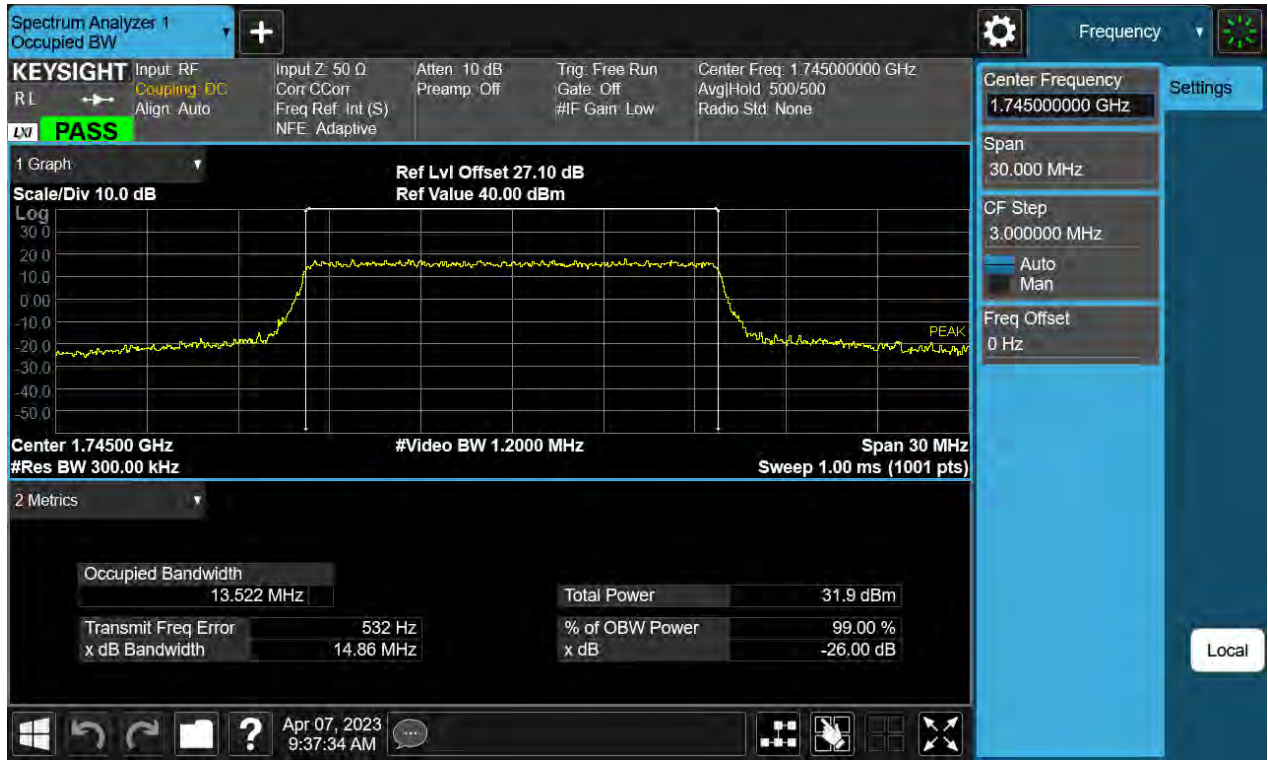 Spectrum Analyzer 1
Occupied BW
Frequency
KEYSIGHT
RL
LXI
PASS
Input: RF
Coupling: DC
Align: Auto
Input Z: 50 Ω
Corr CCorr
Freq Ref: Int (S)
NFE: Adaptive
Atten: 10 dB
Preamp: Off
Trig: Free Run
Gate: Off
#IF Gain: Low
Center Freq: 1.745000000 GHz
Avg|Hold: 500/500
Radio Std: None
1 Graph
Scale/Div 10.0 dB
Ref Lvl Offset 27.10 dB
Ref Value 40.00 dBm
Log
30.0
20.0
10.0
0.00
-10.0
-20.0
-30.0
-40.0
-50.0
PEAK
Center 1.74500 GHz
#Video BW 1.2000 MHz
Span 30 MHz
#Res BW 300.00 kHz
Sweep 1.00 ms (1001 pts)
2 Metrics
Occupied Bandwidth
13.522 MHz
Total Power 31.9 dBm
Transmit Freq Error 532 Hz
% of OBW Power 99.00 %
x dB Bandwidth 14.86 MHz
x dB -26.00 dB
Apr 07, 2023
9:37:34 AM
Center Frequency
1.745000000 GHz
Settings
Span
30.000 MHz
CF Step
3.000000 MHz
Auto
Man
Freq Offset
0 Hz
Local